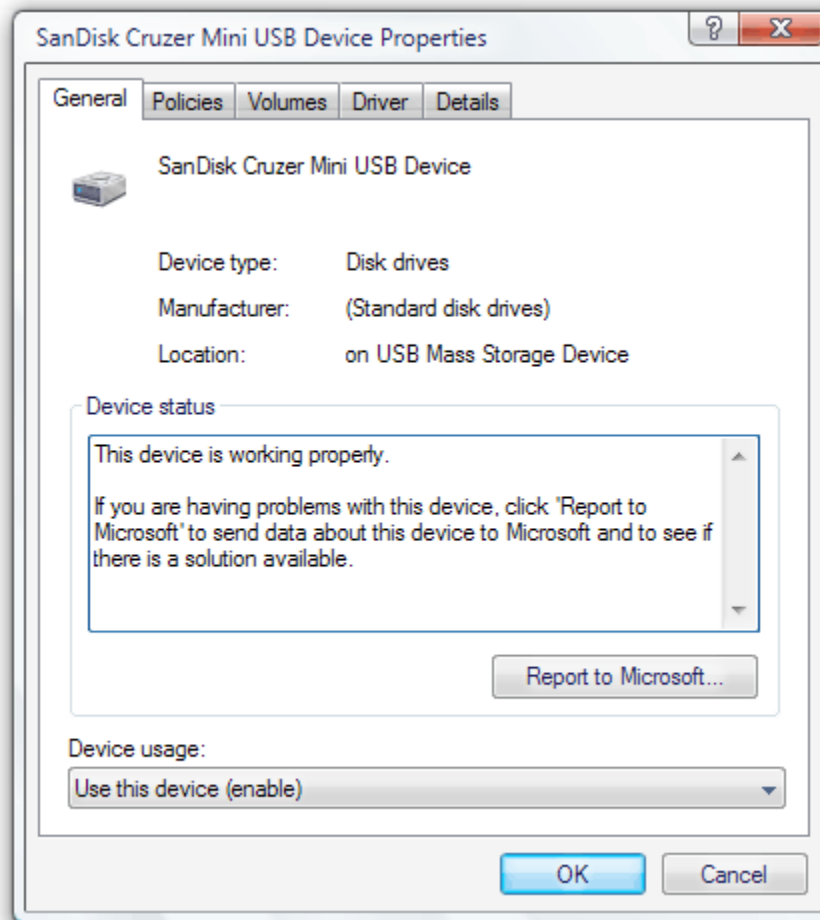 SanDisk Cruzer Mini USB Device Properties
General Policies Volumes Driver Details
SanDisk Cruzer Mini USB Device
Device type: Disk drives
Manufacturer: (Standard disk drives)
Location: on USB Mass Storage Device
Device status
This device is working properly.
If you are having problems with this device, click 'Report to
Microsoft' to send data about this device to Microsoft and to see if
there is a solution available.
Report to Microsoft...
Device usage:
Use this device (enable)
OK Cancel